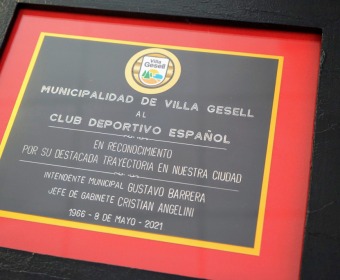 Villa
Gesell
MUNICIPALIDAD DE VILLA GESELL
AL
CLUB DEPORTIVO ESPAÑOL
EN RECONOCIMIENTO
POR SU DESTACADA TRAYECTORIA EN NUESTRA CIUDAD
INTENDENTE MUNICIPAL GUSTAVO BARRERA
JEFE DE GABINETE CRISTIAN ANGELINI
1966 - 8 DE MAYO - 2021